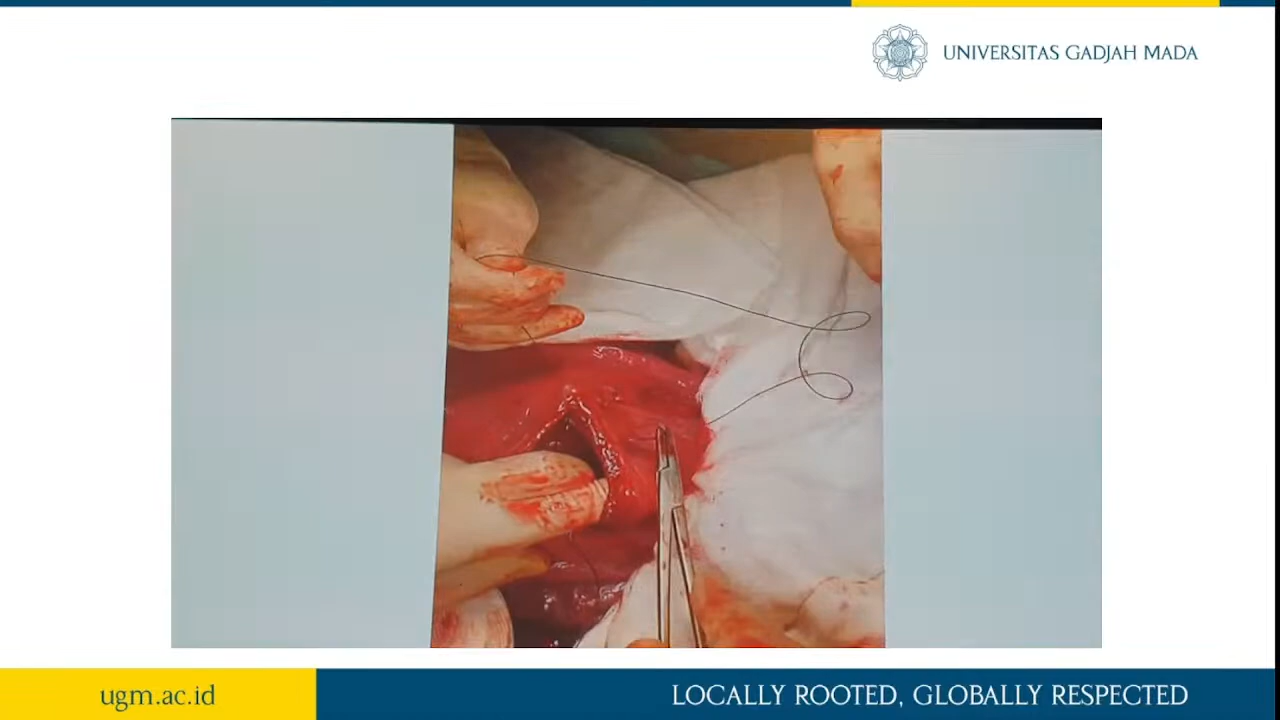 UNIVERSITAS GADJAH MADA
ugm.ac.id
LOCALLY ROOTED, GLOBALLY RESPECTED